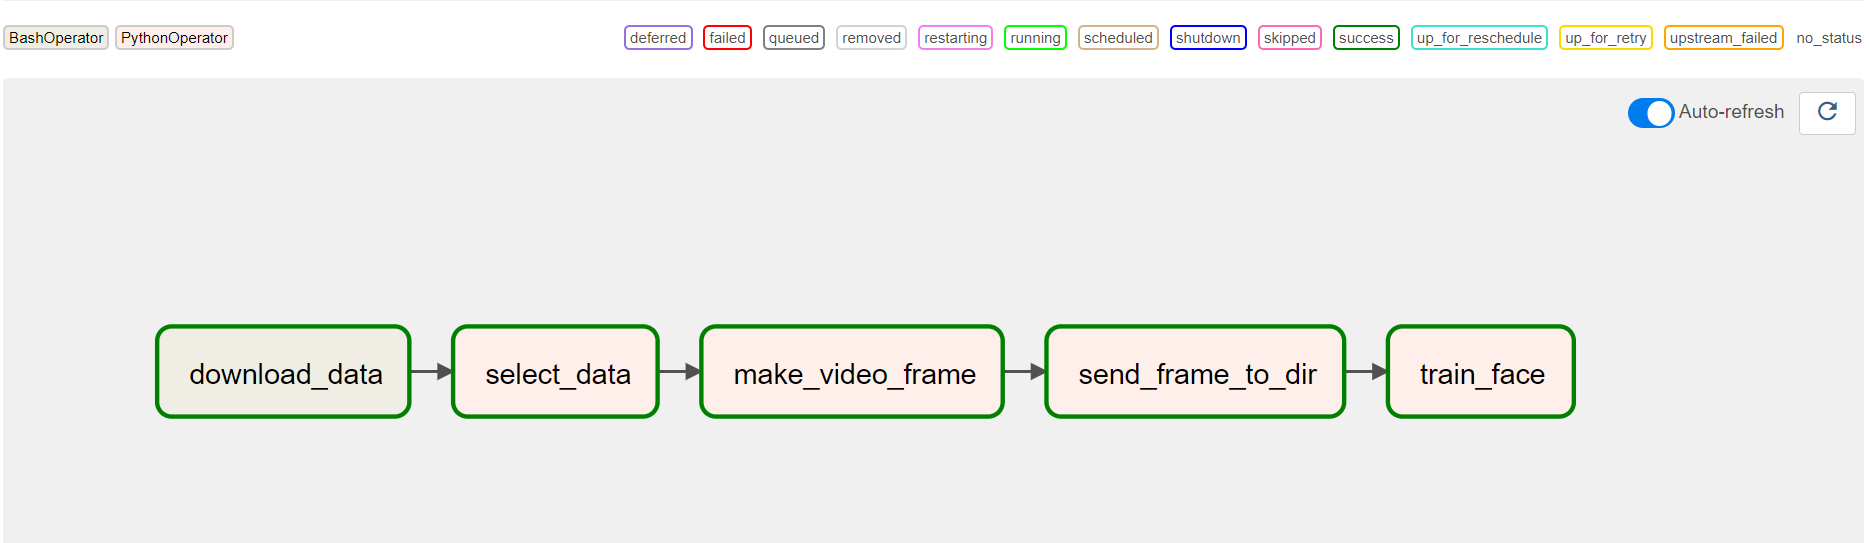 BashOperator PythonOperator deferred failed queued removed restarting running scheduled shutdown skipped success up_for_reschedule up_for_retry upstream_failed no_status
Auto-refresh
download_data select_data make_video_frame send_frame_to_dir train_face